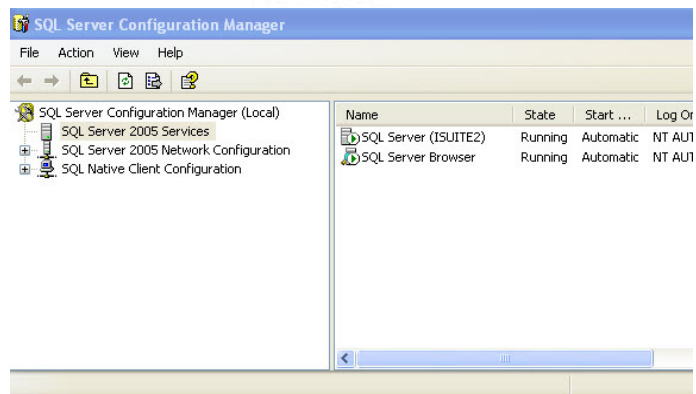 SQL Server Configuration Manager
File Action View Help
SQL Server Configuration Manager (Local)
SQL Server 2005 Services
SQL Server 2005 Network Configuration
SQL Native Client Configuration
Name State Start ... Log On
SQL Server (ISUITE2) Running Automatic NT AUT
SQL Server Browser Running Automatic NT AUT